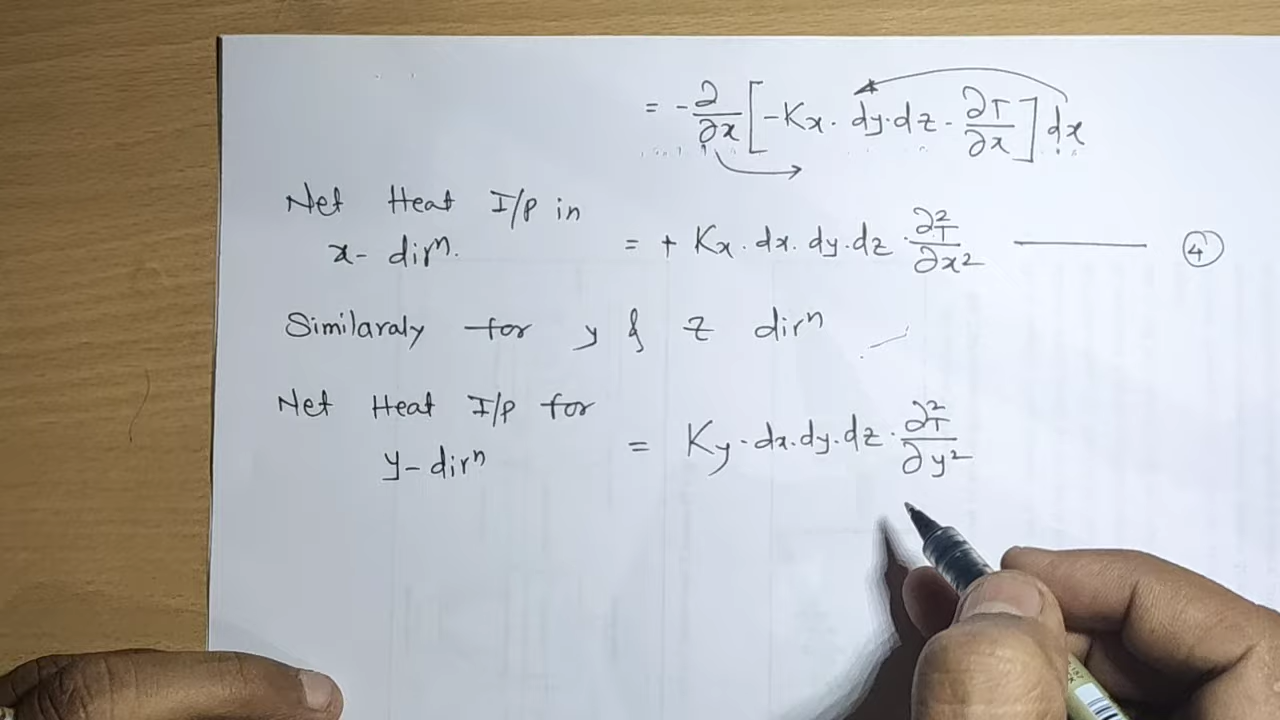 = - ∂/∂x [-Kx · dy·dz - ∂T/∂x] dx
Net Heat I/P in
x- dirⁿ.
= + Kx · dx· dy·dz · ∂²T/∂x² ——— ④
Similaraly for y & z dirⁿ
Net Heat I/P for
y- dirⁿ
= Ky · dx·dy·dz · ∂²T/∂y²